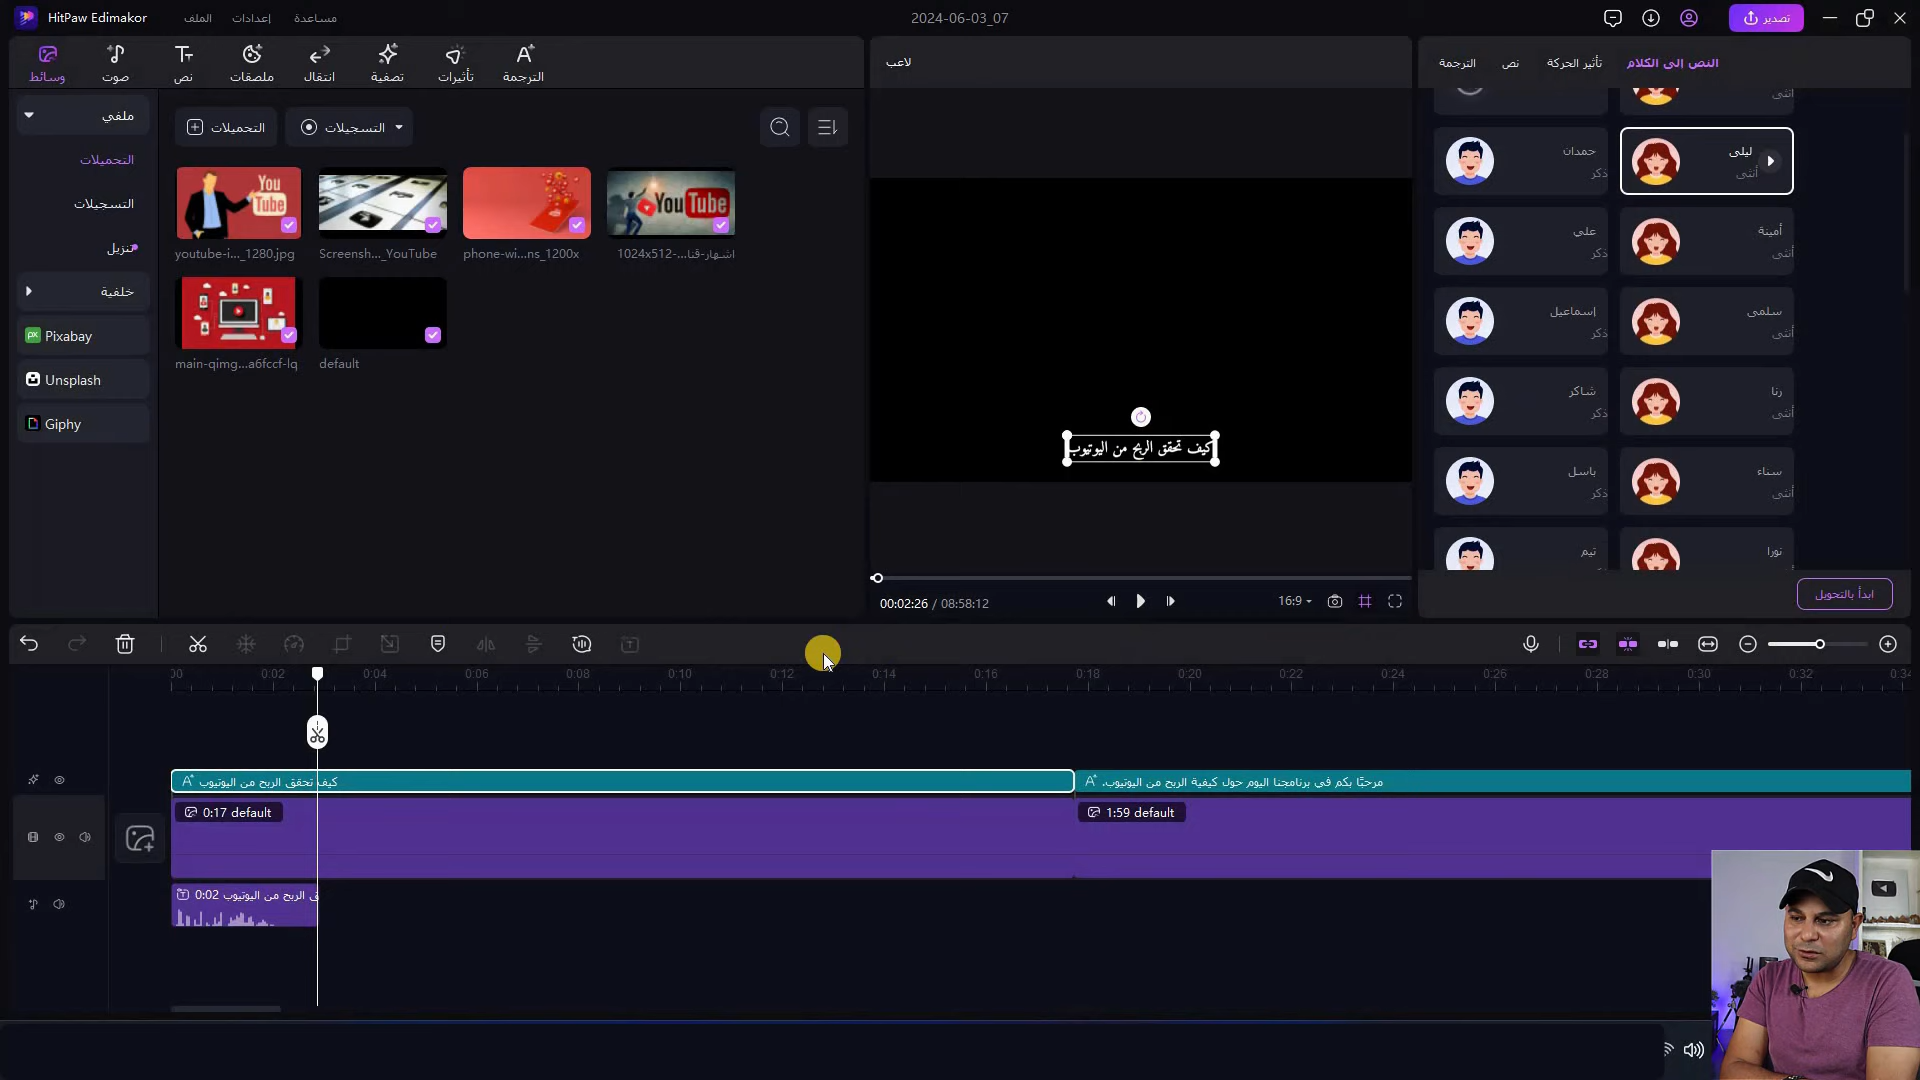 HitPaw Edimakor
الملف
إعدادات
مساعدة
2024-06-03_07
تصدير
وسائط
صوت
نص
ملصقات
انتقال
تصفية
تأثيرات
الترجمة
ملفي
التحميلات
التسجيلات
تنزيل
خلفية
Pixabay
Unsplash
Giphy
التحميلات
التسجيلات
You Tube
YouTube
youtube-i..._1280.jpg
Screensh..._YouTube
phone-wi...ns_1200x
اشهار-قنا...-1024x512
main-qimg...a6fccf-lq
default
لاعب
كيف تحقق الربح من اليوتيوب
00:02:26 / 08:58:12
16:9
النص إلى الكلام
تأثير الحركة
نص
الترجمة
أنثى
حمدان
ذكر
ليلى
أنثى
علي
ذكر
أمينة
أنثى
إسماعيل
ذكر
سلمى
أنثى
شاكر
ذكر
رنا
أنثى
باسل
ذكر
سناء
أنثى
تيم
نورا
ابدأ بالتحويل
00 0:02 0:04 0:06 0:08 0:10 0:12 0:14 0:16 0:18 0:20 0:22 0:24 0:26 0:28 0:30 0:32 0:34
كيف تحقق الربح من اليوتيوب
مرحبًا بكم في برنامجنا اليوم حول كيفية الربح من اليوتيوب.
0:17 default
1:59 default
0:02 ق الربح من اليوتيوب